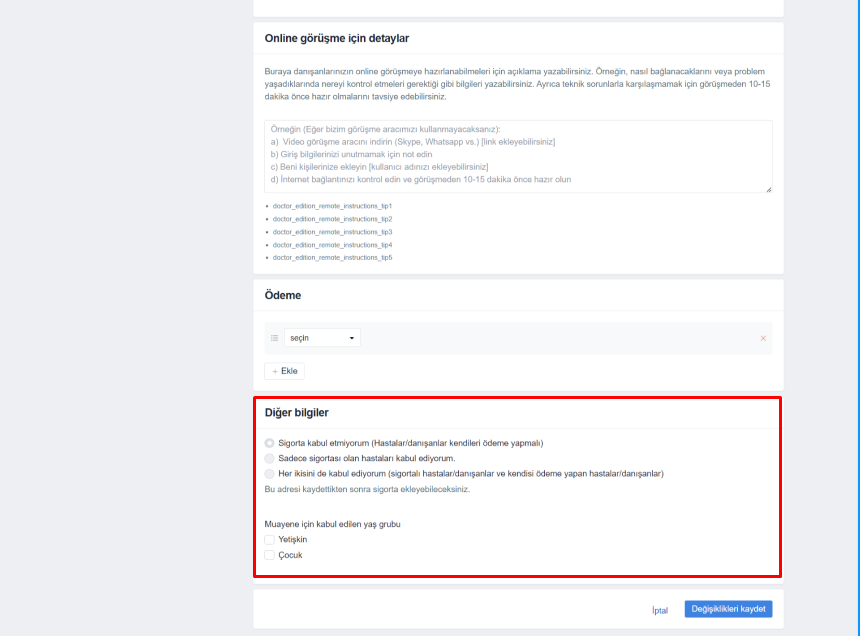 Online görüşme için detaylar
Buraya danışanlarınızın online görüşmeye hazırlanabilmeleri için açıklama yazabilirsiniz. Örneğin, nasıl bağlanacaklarını veya problem
yaşadıklarında nereyi kontrol etmeleri gerektiği gibi bilgileri yazabilirsiniz. Ayrıca teknik sorunlarla karşılaşmamak için görüşmeden 10-15
dakika önce hazır olmalarını tavsiye edebilirsiniz.
Örneğin (Eğer bizim görüşme aracımızı kullanmayacaksanız):
a) Video görüşme aracını indirin (Skype, Whatsapp vs.) [link ekleyebilirsiniz]
b) Giriş bilgilerinizi unutmamak için not edin
c) Beni kişilerinize ekleyin [kullanıcı adınızı ekleyebilirsiniz]
d) İnternet bağlantınızı kontrol edin ve görüşmeden 10-15 dakika önce hazır olun
• doctor_edition_remote_instructions_tip1
• doctor_edition_remote_instructions_tip2
• doctor_edition_remote_instructions_tip3
• doctor_edition_remote_instructions_tip4
• doctor_edition_remote_instructions_tip5
Ödeme
seçin
+ Ekle
Diğer bilgiler
Sigorta kabul etmiyorum (Hastalar/danışanlar kendileri ödeme yapmalı)
Sadece sigortası olan hastaları kabul ediyorum.
Her ikisini de kabul ediyorum (sigortalı hastalar/danışanlar ve kendisi ödeme yapan hastalar/danışanlar)
Bu adresi kaydettikten sonra sigorta ekleyebileceksiniz.
Muayene için kabul edilen yaş grubu
Yetişkin
Çocuk
İptal
Değişiklikleri kaydet